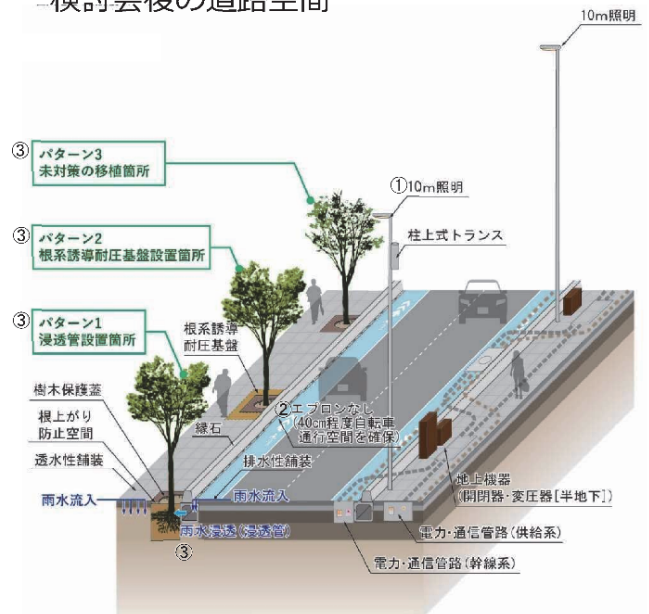 検討会後の道路空間
10m照明
③
パターン3
未対策の移植箇所
①10m照明
柱上式トランス
③
パターン2
根系誘導耐圧基盤設置箇所
③
パターン1
浸透管設置箇所
根系誘導
耐圧基盤
樹木保護蓋
根上がり
防止空間
透水性舗装
縁石
②エプロンなし
(40cm程度自転車
通行空間を確保)
排水性舗装
雨水流入
雨水流入
雨水浸透(浸透管)
③
地上機器
(開閉器・変圧器[半地下])
電力・通信管路(供給系)
電力・通信管路(幹線系)